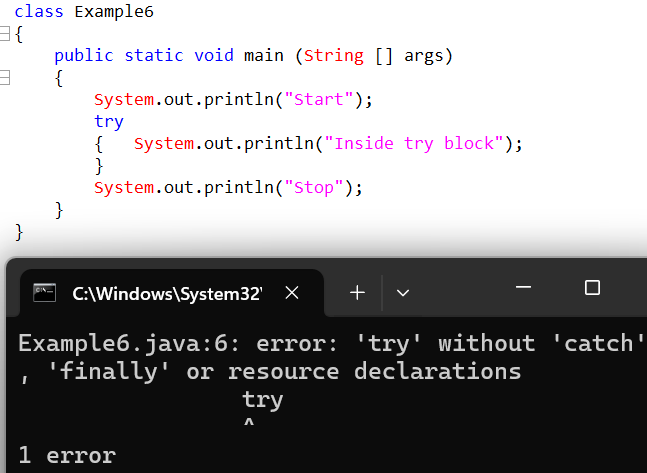 class Example6
{
public static void main (String [] args)
{
System.out.println("Start");
try
{   System.out.println("Inside try block");
}
System.out.println("Stop");
}
}
C:\Windows\System32\
Example6.java:6: error: 'try' without 'catch'
, 'finally' or resource declarations
try
^
1 error